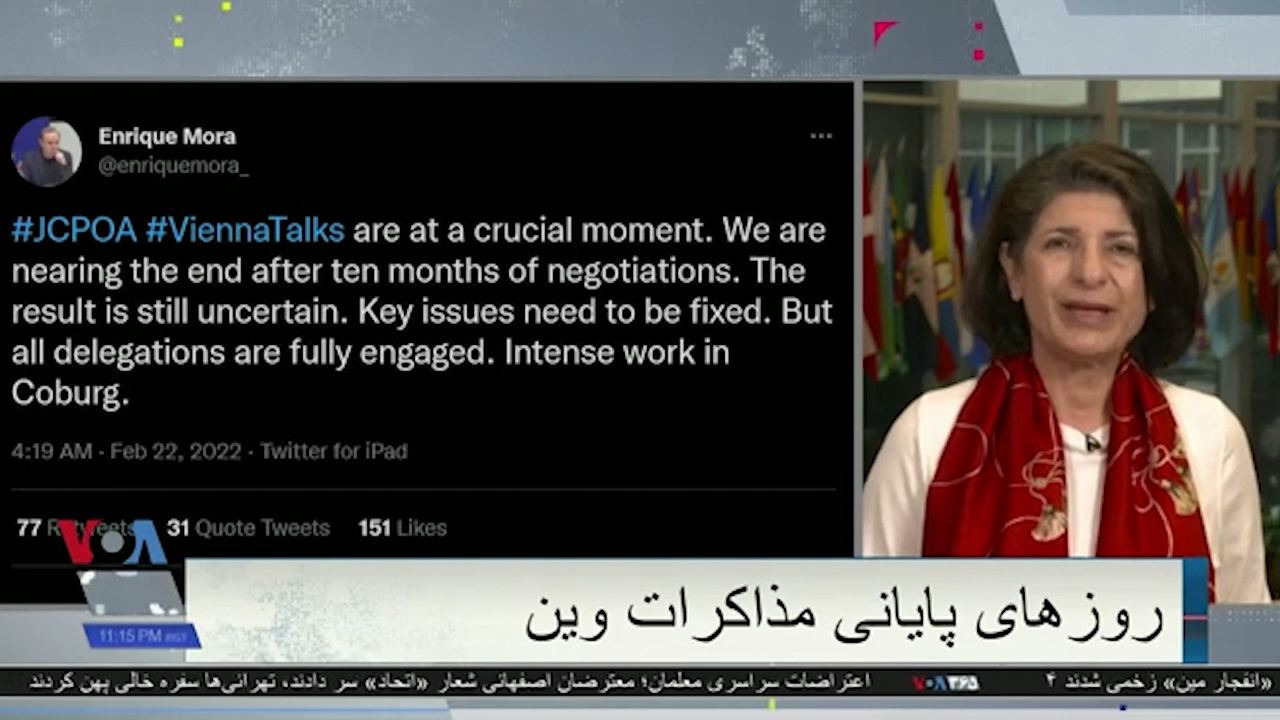 Enrique Mora
@enriquemora_
#JCPOA #ViennaTalks are at a crucial moment. We are
nearing the end after ten months of negotiations. The
result is still uncertain. Key issues need to be fixed. But
all delegations are fully engaged. Intense work in
Coburg.
4:19 AM · Feb 22, 2022 · Twitter for iPad
77 Retweets 31 Quote Tweets 151 Likes
VOA
روزهای پایانی مذاکرات وین
11:15 PM
«انفجار مین» زخمی شدند ۴ VOA۳۶۵ اعتراضات سراسری معلمان؛ معترضان اصفهانی شعار «اتحاد» سر دادند، تهرانی‌ها سفره خالی پهن کردند